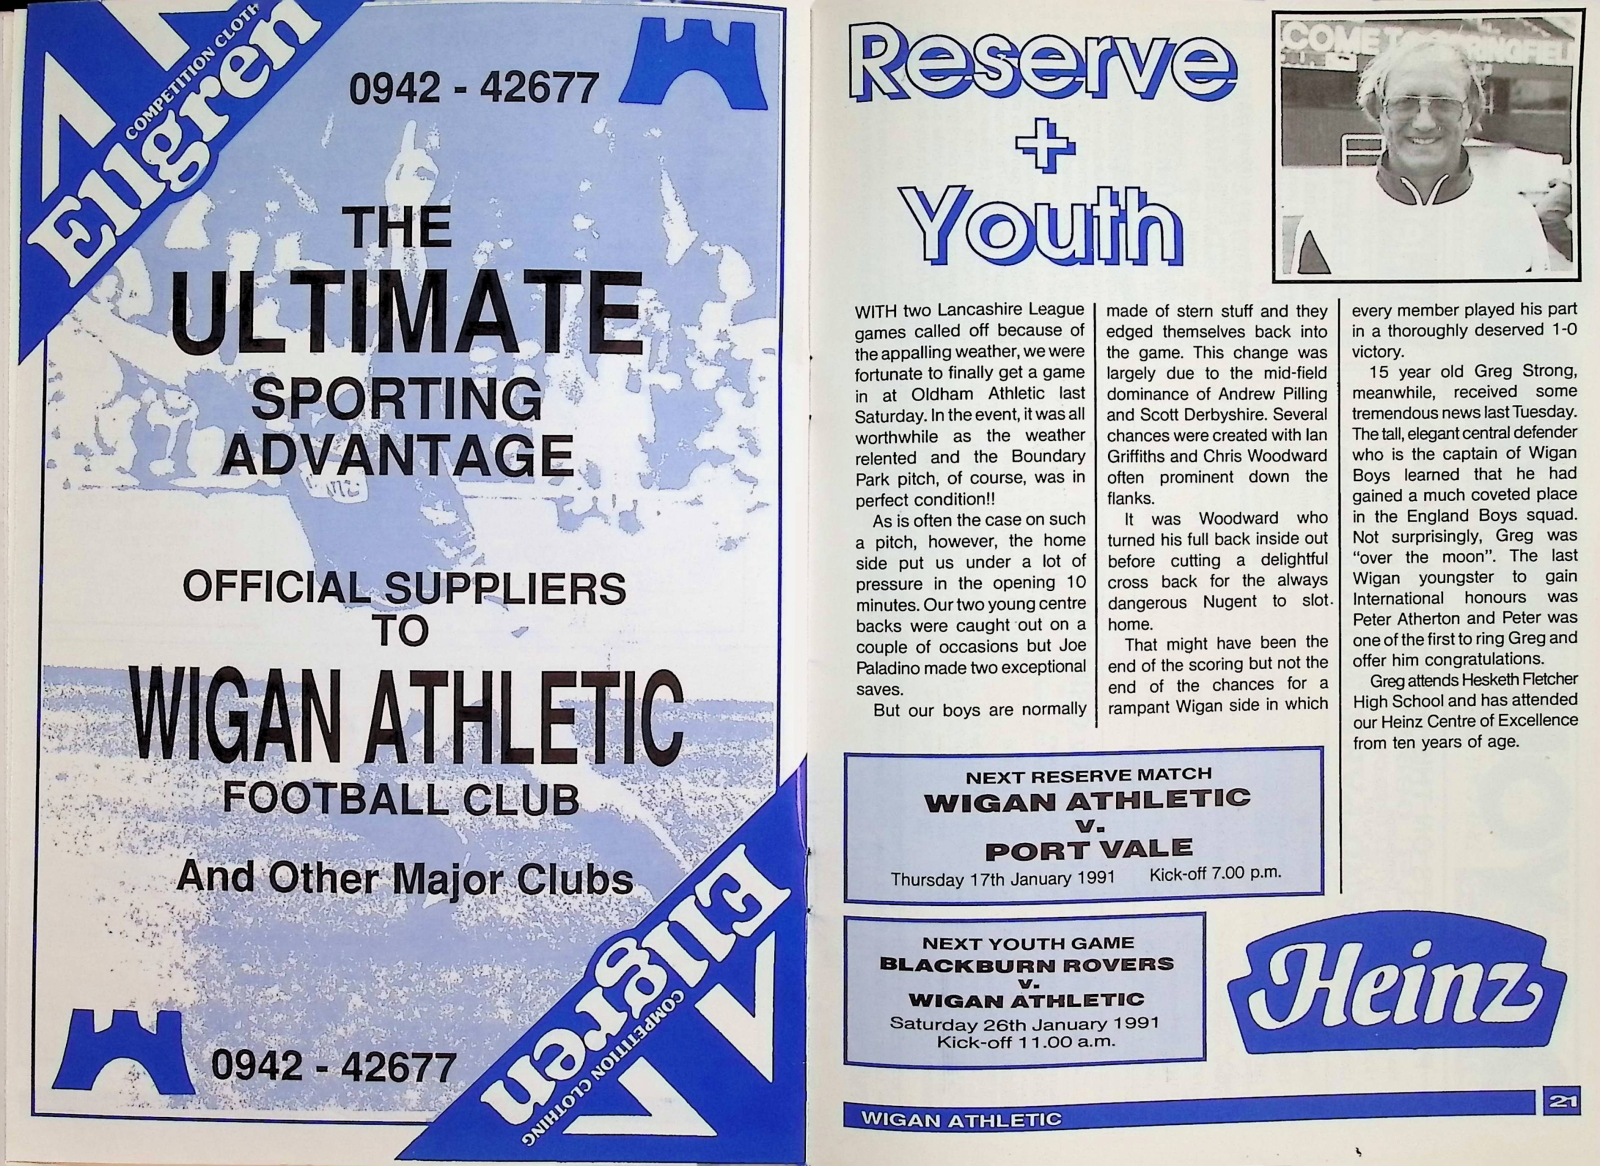 COMPETITION CLOTH
Ellgren
0942 - 42677
THE
ULTIMATE
SPORTING
ADVANTAGE
OFFICIAL SUPPLIERS
TO
WIGAN ATHLETIC
FOOTBALL CLUB
And Other Major Clubs
0942 - 42677
Ellgren
COMPETITION CLOTHING
Reserve
+
Youth
COME TO SPRINGFIEL
WITH two Lancashire League
games called off because of
the appalling weather, we were
fortunate to finally get a game
in at Oldham Athletic last
Saturday. In the event, it was all
worthwhile as the weather
relented and the Boundary
Park pitch, of course, was in
perfect condition!!
As is often the case on such
a pitch, however, the home
side put us under a lot of
pressure in the opening 10
minutes. Our two young centre
backs were caught out on a
couple of occasions but Joe
Paladino made two exceptional
saves.
But our boys are normally
made of stern stuff and they
edged themselves back into
the game. This change was
largely due to the mid-field
dominance of Andrew Pilling
and Scott Derbyshire. Several
chances were created with Ian
Griffiths and Chris Woodward
often prominent down the
flanks.
It was Woodward who
turned his full back inside out
before cutting a delightful
cross back for the always
dangerous Nugent to slot.
home.
That might have been the
end of the scoring but not the
end of the chances for a
rampant Wigan side in which
every member played his part
in a thoroughly deserved 1-0
victory.
15 year old Greg Strong,
meanwhile, received some
tremendous news last Tuesday.
The tall, elegant central defender
who is the captain of Wigan
Boys learned that he had
gained a much coveted place
in the England Boys squad.
Not surprisingly, Greg was
“over the moon”. The last
Wigan youngster to gain
International honours was
Peter Atherton and Peter was
one of the first to ring Greg and
offer him congratulations.
Greg attends Hesketh Fletcher
High School and has attended
our Heinz Centre of Excellence
from ten years of age.
NEXT RESERVE MATCH
WIGAN ATHLETIC
v.
PORT VALE
Thursday 17th January 1991 Kick-off 7.00 p.m.
NEXT YOUTH GAME
BLACKBURN ROVERS
v.
WIGAN ATHLETIC
Saturday 26th January 1991
Kick-off 11.00 a.m.
Heinz
WIGAN ATHLETIC
21